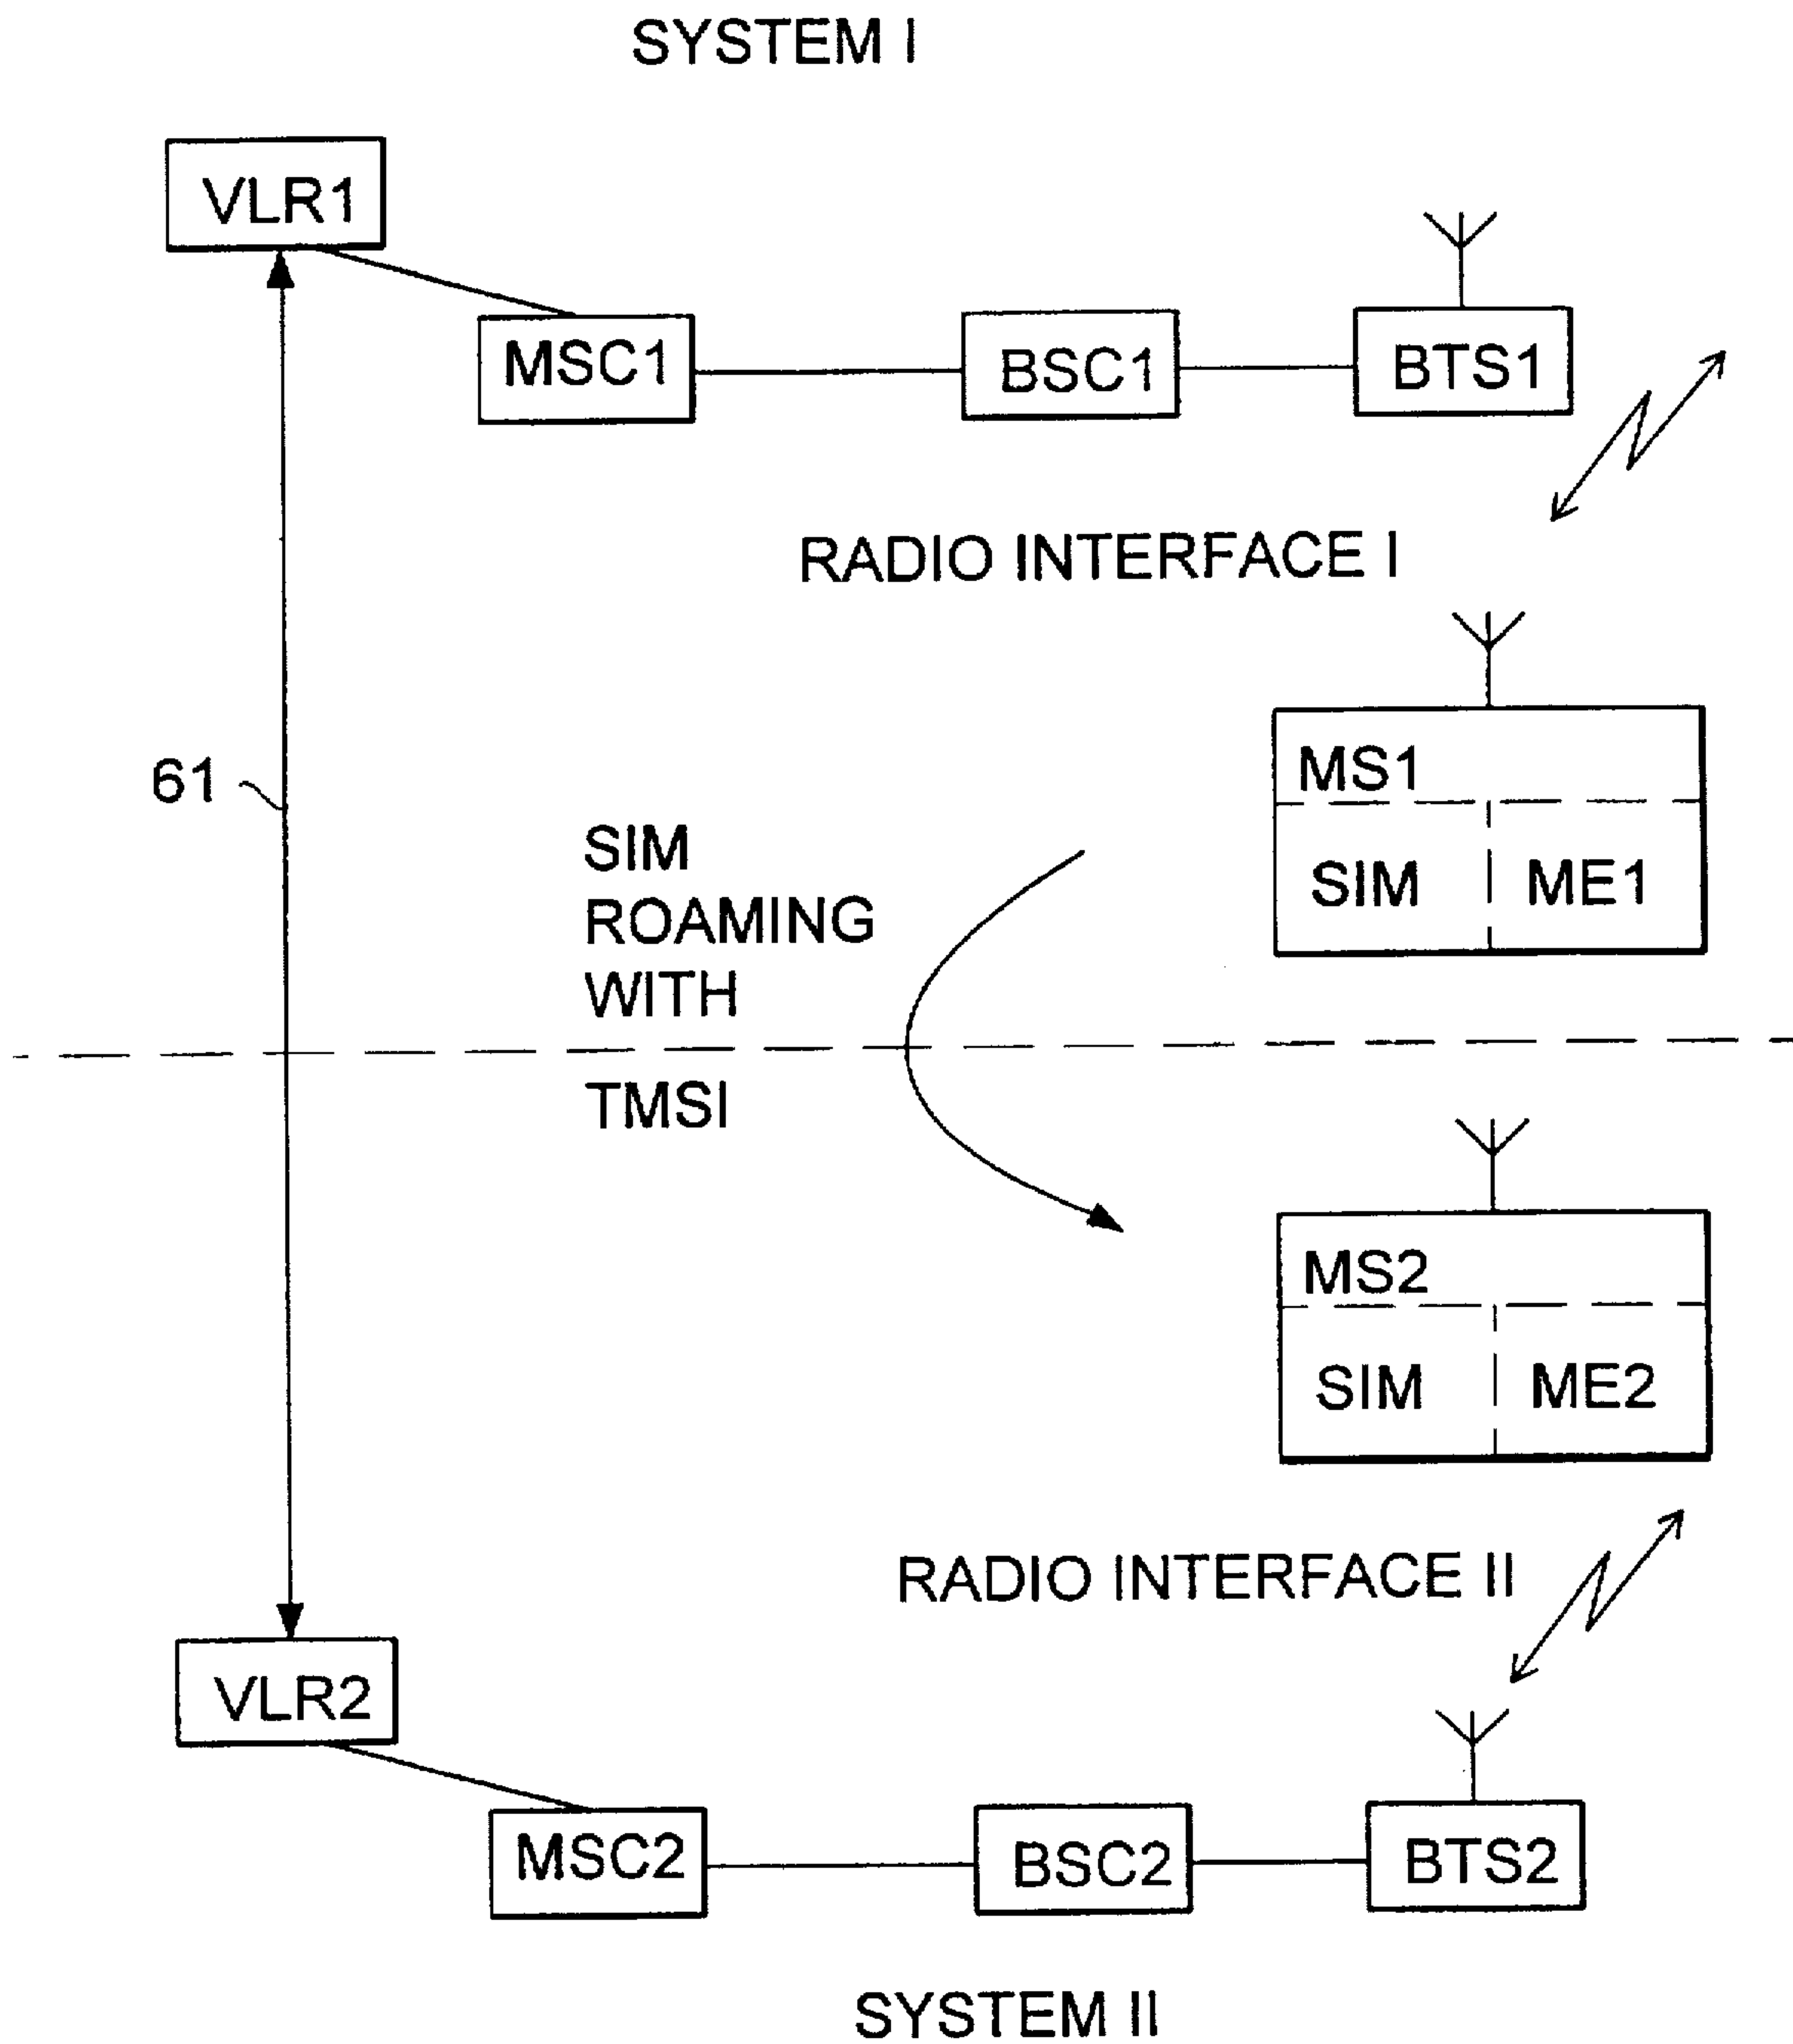 SYSTEM I
VLR1
MSC1
BSC1
BTS1
RADIO INTERFACE I
MS1
SIM
ME1
61
SIM
ROAMING
WITH
TMSI
MS2
SIM
ME2
RADIO INTERFACE II
VLR2
MSC2
BSC2
BTS2
SYSTEM II